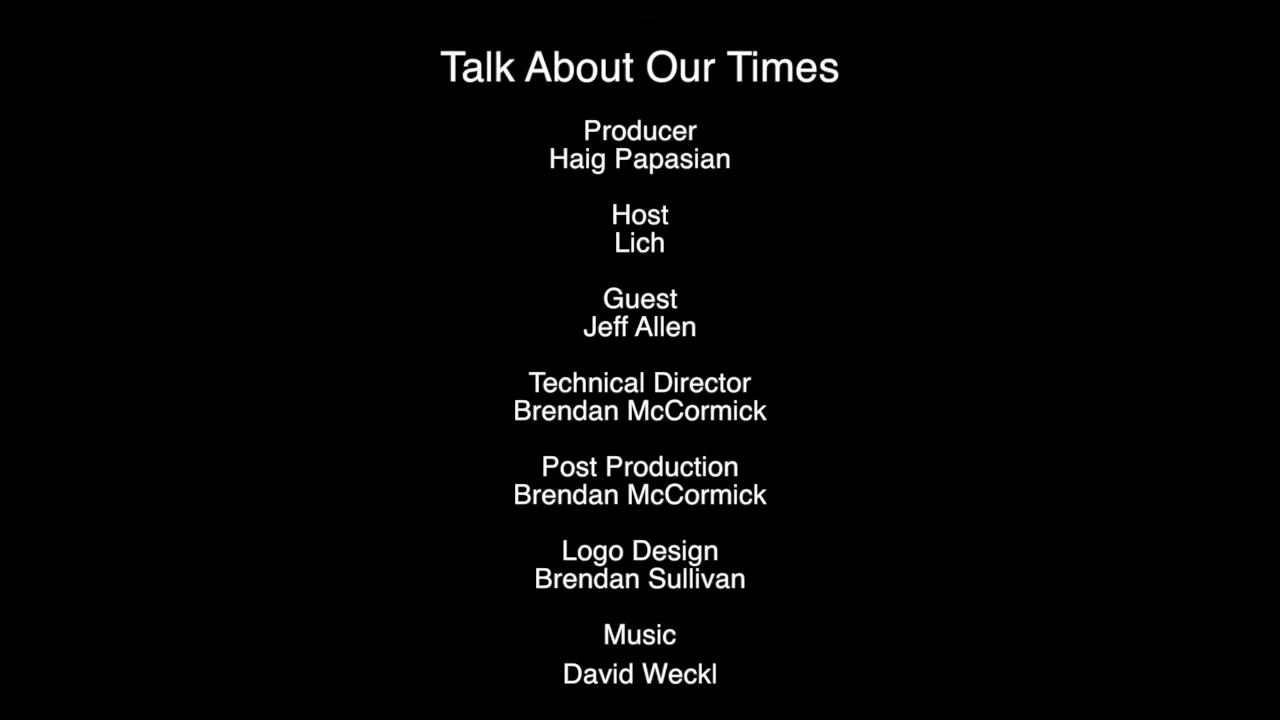 Talk About Our Times
Producer
Haig Papasian
Host
Lich
Guest
Jeff Allen
Technical Director
Brendan McCormick
Post Production
Brendan McCormick
Logo Design
Brendan Sullivan
Music
David Weckl